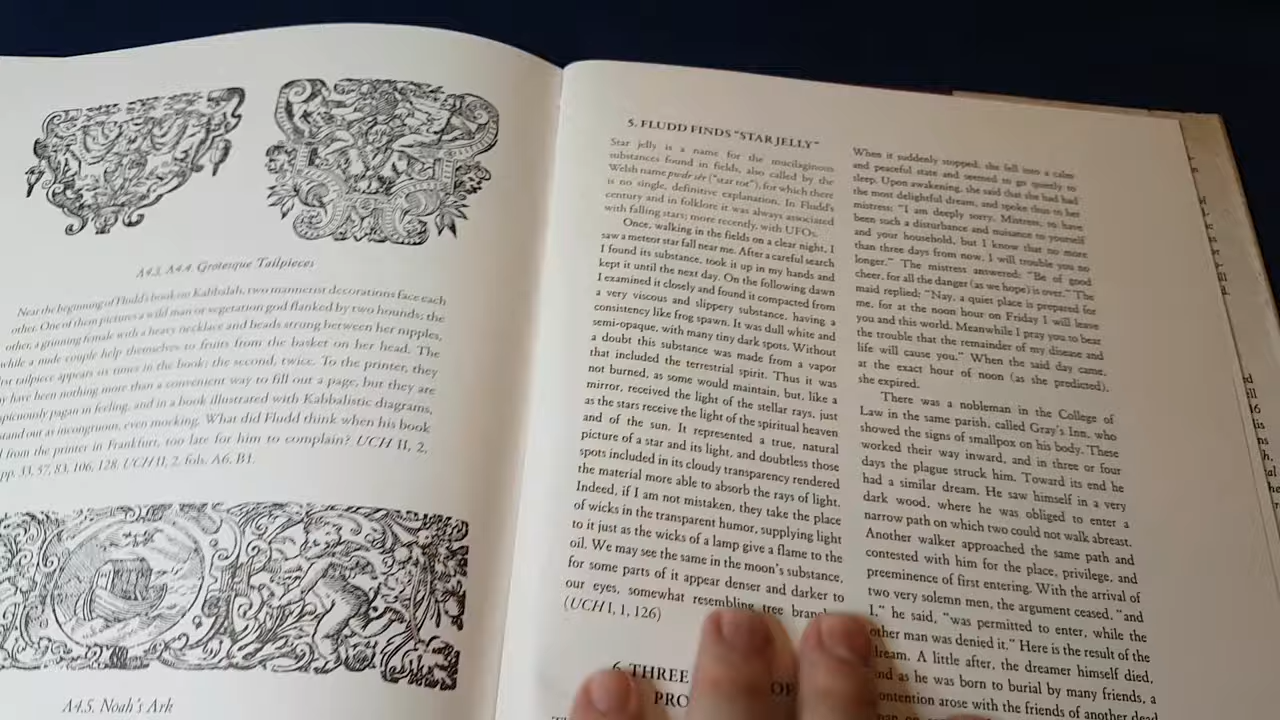 A4.3, A4.4. Grotesque Tailpieces
Near the beginning of Fludd's book on Kabbalah, two mannerist decorations face each
other. One of them pictures a wild man or vegetation god flanked by two hounds; the
other, a grinning female with a heavy necklace and beads strung between her nipples,
while a nude couple help themselves to fruits from the basket on her head. The
tailpiece appears six times in the book; the second, twice. To the printer, they
have been nothing more than a convenient way to fill out a page, but they are
pagan in feeling, and in a book illustrated with Kabbalistic diagrams,
stand out as incongruous, even mocking. What did Fludd think when his book
from the printer in Frankfurt, too late for him to complain? UCH II, 2,
pp. 33, 57, 83, 106, 128. UCH II, 2. fols. A6, B1.
A4.5. Noah's Ark
5. FLUDD FINDS "STAR JELLY"
Star jelly is a name for the mucilaginous
substances found in fields, also called by the
Welsh name pwdr sêr ("star rot"), for which there
is no single, definitive explanation. In Fludd's
century and in folklore it was always associated
with falling stars; more recently, with UFOs.
Once, walking in the fields on a clear night, I
saw a meteor star fall near me. After a careful search
I found its substance, took it up in my hands and
kept it until the next day. On the following dawn
I examined it closely and found it compacted from
a very viscous and slippery substance, having a
consistency like frog spawn. It was dull white and
semi-opaque, with many tiny dark spots. Without
a doubt this substance was made from a vapor
that included the terrestrial spirit. Thus it was
not burned, as some would maintain, but, like a
mirror, received the light of the stellar rays, just
as the stars receive the light of the spiritual heaven
and of the sun. It represented a true, natural
picture of a star and its light, and doubtless those
spots included in its cloudy transparency rendered
the material more able to absorb the rays of light.
Indeed, if I am not mistaken, they take the place
of wicks in the transparent humor, supplying light
to it just as the wicks of a lamp give a flame to the
oil. We may see the same in the moon's substance,
for some parts of it appear denser and darker to
our eyes, somewhat resembling tree
(UCH I, 1, 126)
6. THREE
When it suddenly stopped, she fell into a calm
and peaceful state and seemed to go quietly to
sleep. Upon awakening, she said that she had had
the most delightful dream, and spoke thus to her
mistress: "I am deeply sorry, Mistress, to have
been such a disturbance and nuisance to yourself
and your household, but I know that no more
than three days from now, I will trouble you no
longer." The mistress answered: "Be of good
cheer, for all the danger (as we hope) is over." The
maid replied: "Nay, a quiet place is prepared for
me, for at the noon hour on Friday I will leave
you and this world. Meanwhile I pray you to bear
the trouble that the remainder of my disease and
life will cause you." When the said day came,
at the exact hour of noon (as she predicted),
she expired.
There was a nobleman in the College of
Law in the same parish, called Gray's Inn, who
showed the signs of smallpox on his body. These
worked their way inward, and in three or four
days the plague struck him. Toward its end he
had a similar dream. He saw himself in a very
dark wood, where he was obliged to enter a
narrow path on which two could not walk abreast.
Another walker approached the same path and
contested with him for the place, privilege, and
preeminence of first entering. With the arrival of
two very solemn men, the argument ceased, "and
I," he said, "was permitted to enter, while the
other man was denied it." Here is the result of the
dream. A little after, the dreamer himself died,
and as he was born to burial by many friends, a
contention arose with the friends of another dead